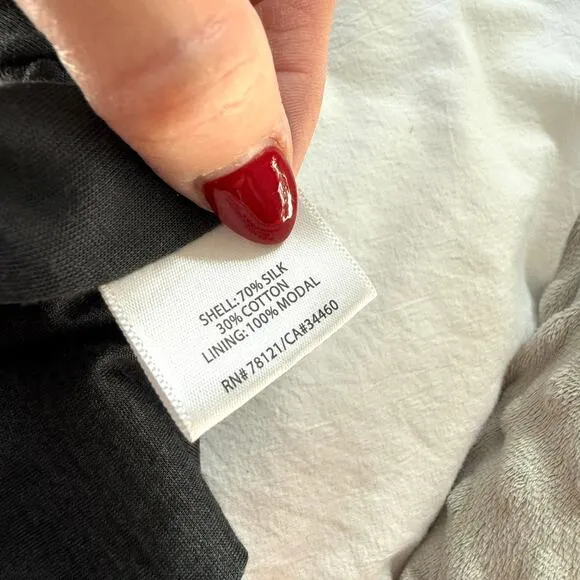 SHELL: 70% SILK
30% COTTON
LINING: 100% MODAL
RN# 78121/CA#34460